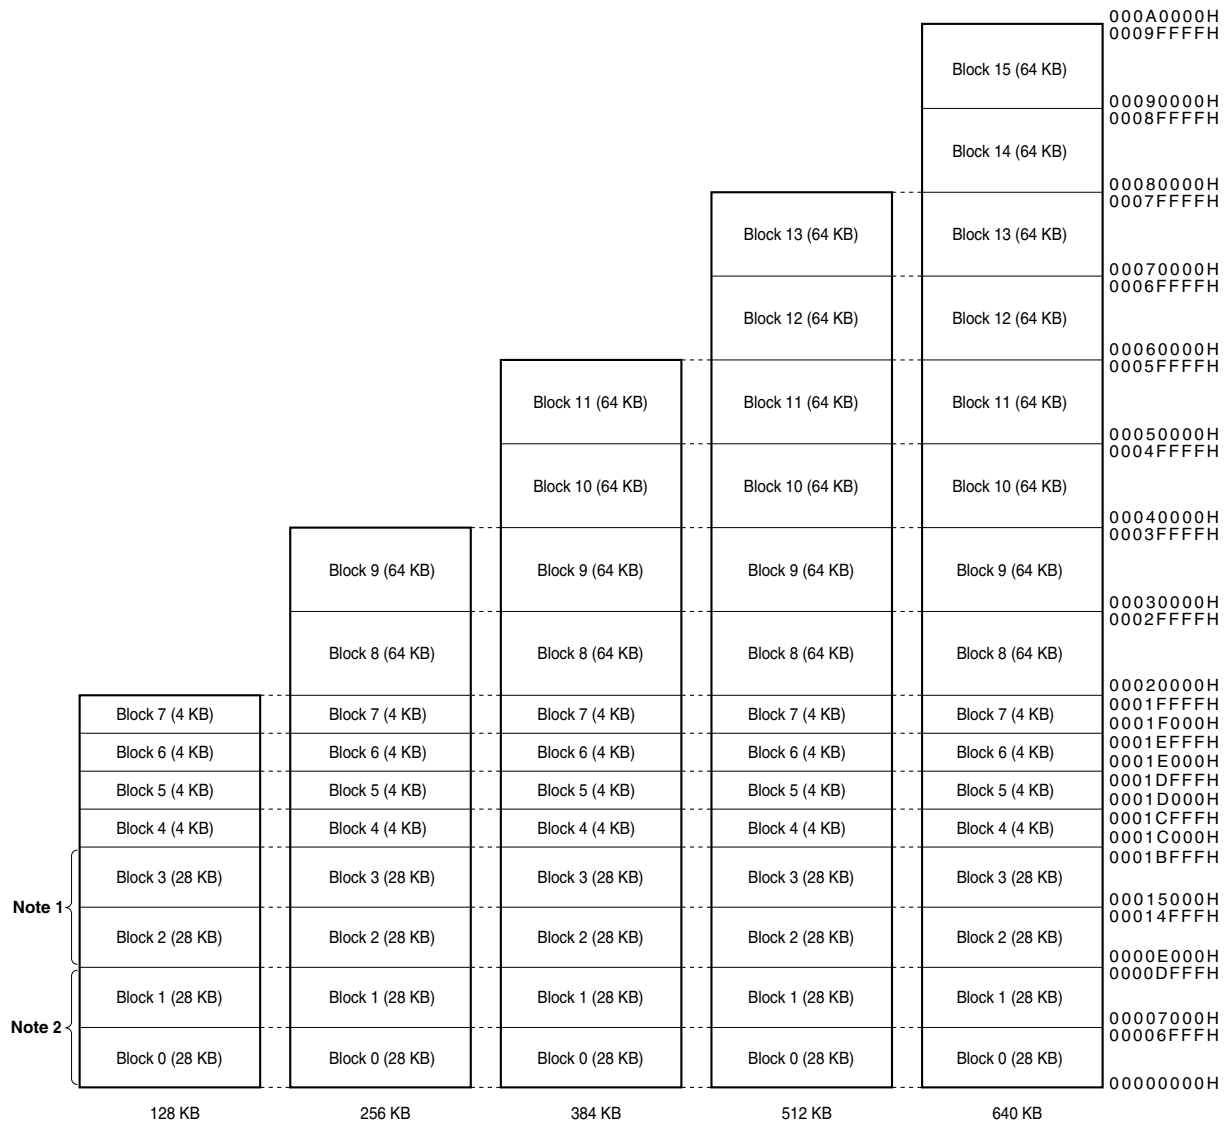 000A0000H
0009FFFFH
Block 15 (64 KB)
00090000H
0008FFFFH
Block 14 (64 KB)
00080000H
0007FFFFH
Block 13 (64 KB) Block 13 (64 KB)
00070000H
0006FFFFH
Block 12 (64 KB) Block 12 (64 KB)
00060000H
0005FFFFH
Block 11 (64 KB) Block 11 (64 KB) Block 11 (64 KB)
00050000H
0004FFFFH
Block 10 (64 KB) Block 10 (64 KB) Block 10 (64 KB)
00040000H
0003FFFFH
Block 9 (64 KB) Block 9 (64 KB) Block 9 (64 KB) Block 9 (64 KB)
00030000H
0002FFFFH
Block 8 (64 KB) Block 8 (64 KB) Block 8 (64 KB) Block 8 (64 KB)
00020000H
0001FFFFH
Block 7 (4 KB) Block 7 (4 KB) Block 7 (4 KB) Block 7 (4 KB) Block 7 (4 KB)
0001F000H
0001EFFFH
Block 6 (4 KB) Block 6 (4 KB) Block 6 (4 KB) Block 6 (4 KB) Block 6 (4 KB)
0001E000H
0001DFFFH
Block 5 (4 KB) Block 5 (4 KB) Block 5 (4 KB) Block 5 (4 KB) Block 5 (4 KB)
0001D000H
0001CFFFH
Block 4 (4 KB) Block 4 (4 KB) Block 4 (4 KB) Block 4 (4 KB) Block 4 (4 KB)
0001C000H
0001BFFFH
Block 3 (28 KB) Block 3 (28 KB) Block 3 (28 KB) Block 3 (28 KB) Block 3 (28 KB)
00015000H
Note 1
00014FFFH
Block 2 (28 KB) Block 2 (28 KB) Block 2 (28 KB) Block 2 (28 KB) Block 2 (28 KB)
0000E000H
0000DFFFH
Block 1 (28 KB) Block 1 (28 KB) Block 1 (28 KB) Block 1 (28 KB) Block 1 (28 KB)
00007000H
Note 2
00006FFFH
Block 0 (28 KB) Block 0 (28 KB) Block 0 (28 KB) Block 0 (28 KB) Block 0 (28 KB)
00000000H
128 KB 256 KB 384 KB 512 KB 640 KB